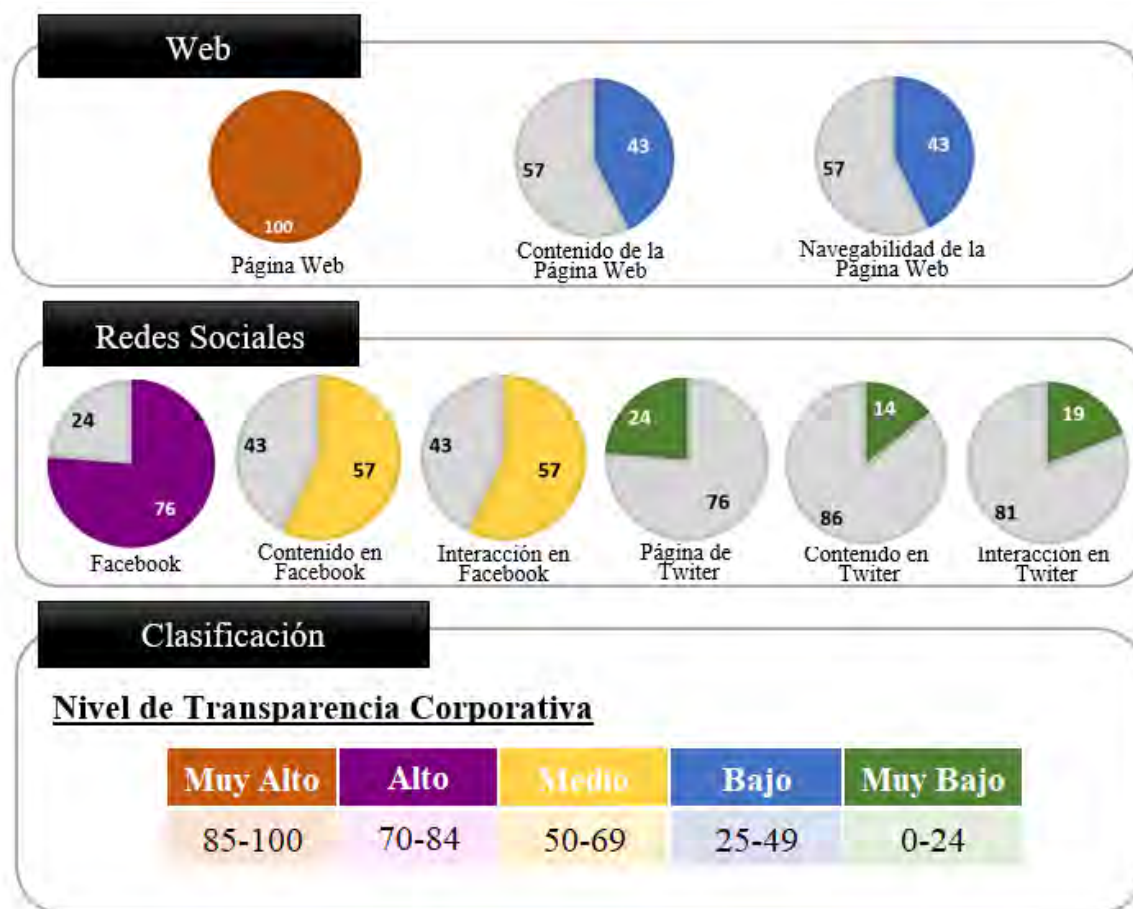 Web
100
57
43
57
43
Página Web
Contenido de la
Página Web
Navegabilidad de la
Página Web
Redes Sociales
24
76
43
57
43
57
24
76
14
86
19
81
Facebook
Contenido en
Facebook
Interacción en
Facebook
Página de
Twiter
Contenido en
Twiter
Interacción en
Twiter
Clasificación
Nivel de Transparencia Corporativa
Muy Alto Alto Medio Bajo Muy Bajo
85-100 70-84 50-69 25-49 0-24